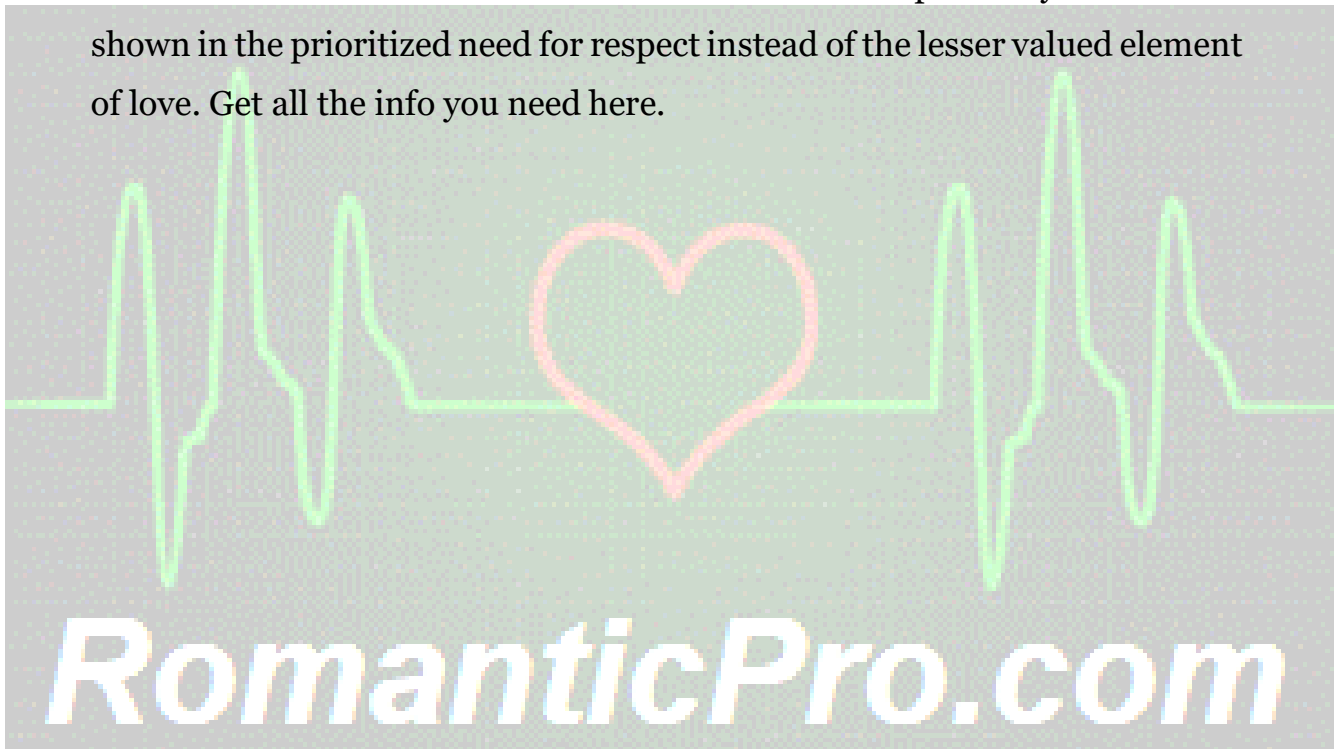 shown in the prioritized need for respect instead of the lesser valued element
of love. Get all the info you need here.
RomanticPro.com